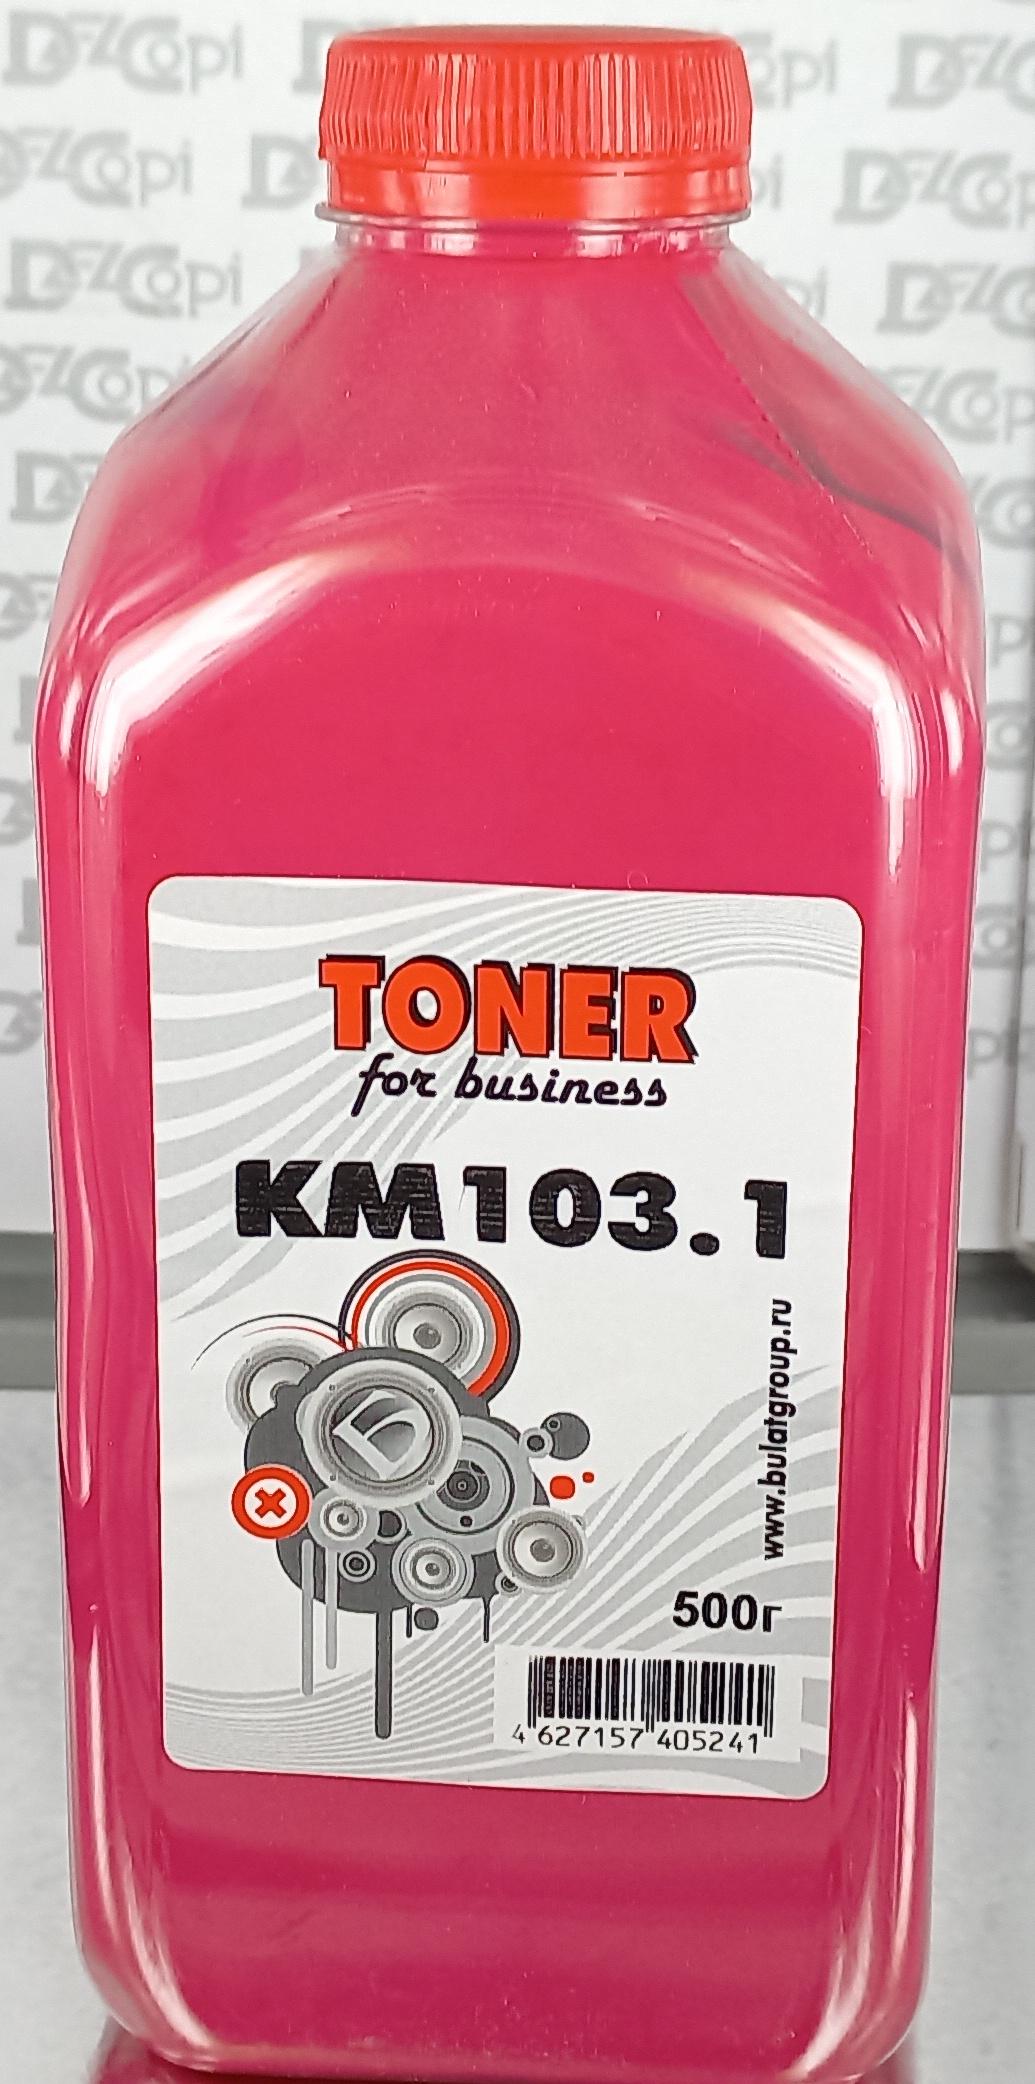 TONER
for business
KM103.1
www.bulatgroup.ru
500г
4 627157 405241